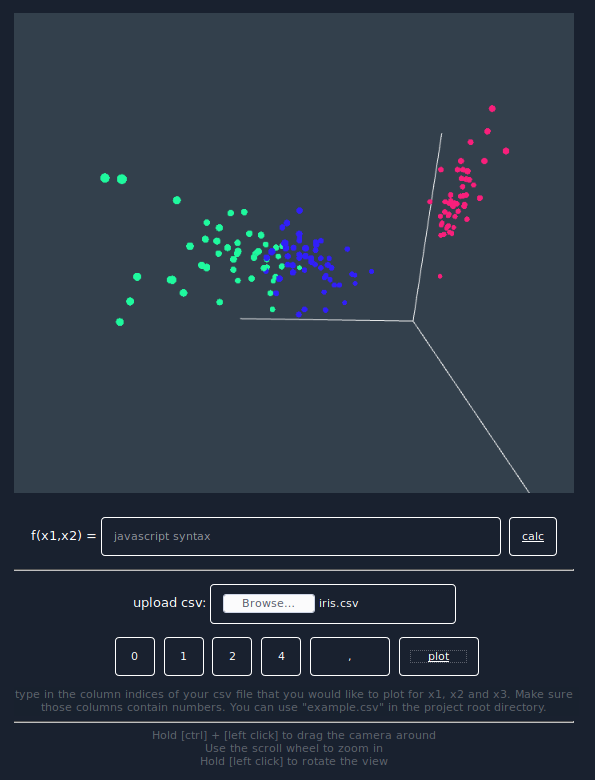 f(x1,x2) = javascript syntax calc
upload csv: Browse... iris.csv
0 1 2 4 , plot
type in the column indices of your csv file that you would like to plot for x1, x2 and x3. Make sure
those columns contain numbers. You can use "example.csv" in the project root directory.
Hold [ctrl] + [left click] to drag the camera around
Use the scroll wheel to zoom in
Hold [left click] to rotate the view